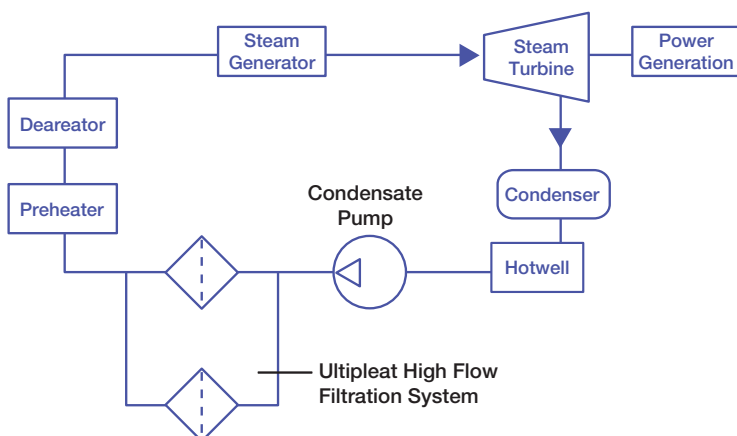 Steam
Generator
Steam
Turbine
Power
Generation
Deareator
Condenser
Preheater
Condensate
Pump
Hotwell
Ultipleat High Flow
Filtration System